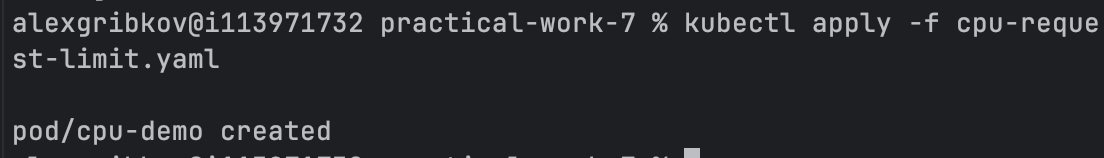 alexgribkov@i113971732 practical-work-7 % kubectl apply -f cpu-reque
st-limit.yaml
pod/cpu-demo created